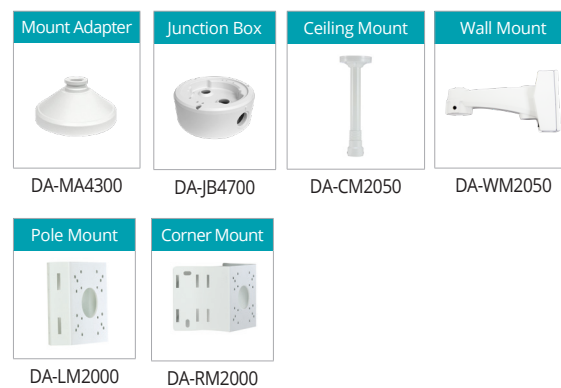 Mount Adapter
Junction Box
Ceiling Mount
Wall Mount
DA-MA4300
DA-JB4700
DA-CM2050
DA-WM2050
Pole Mount
Corner Mount
DA-LM2000
DA-RM2000